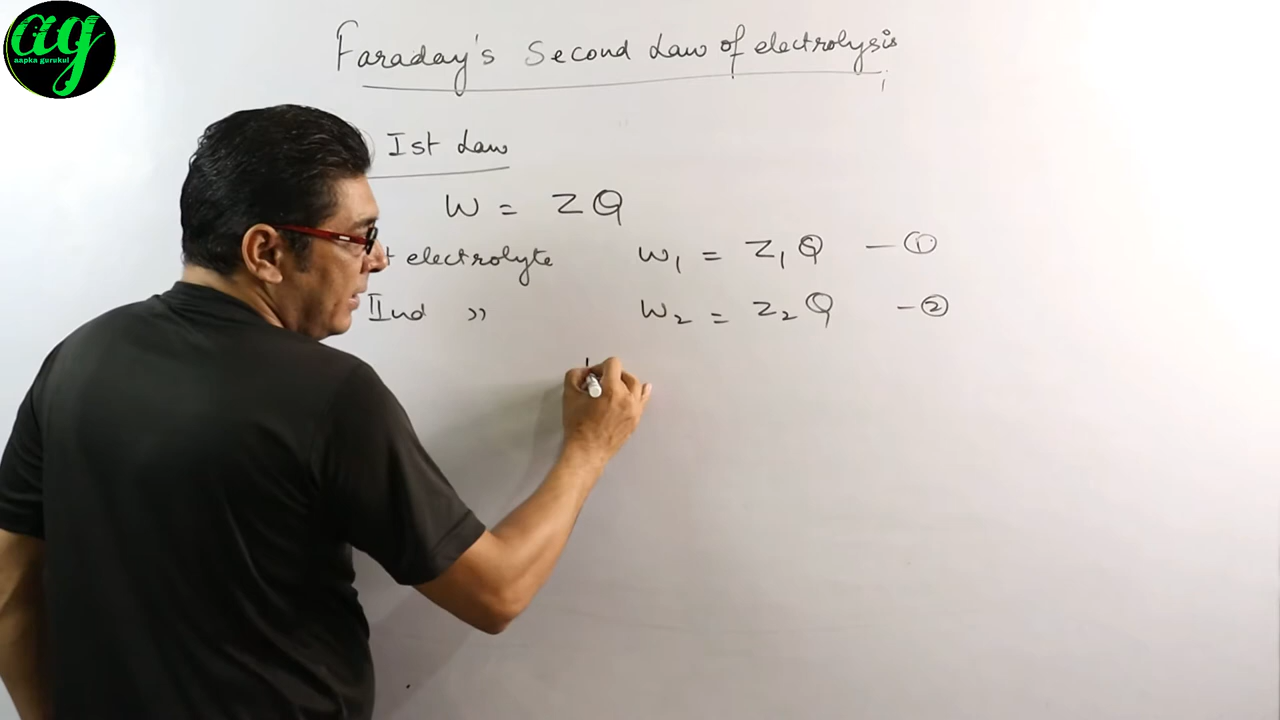 ag
aapka gurukul
Faraday's Second Law of electrolysis
Ist Law
W = ZQ
electrolyte W₁ = Z₁Q — ①
IInd 〃 W₂ = Z₂Q — ②